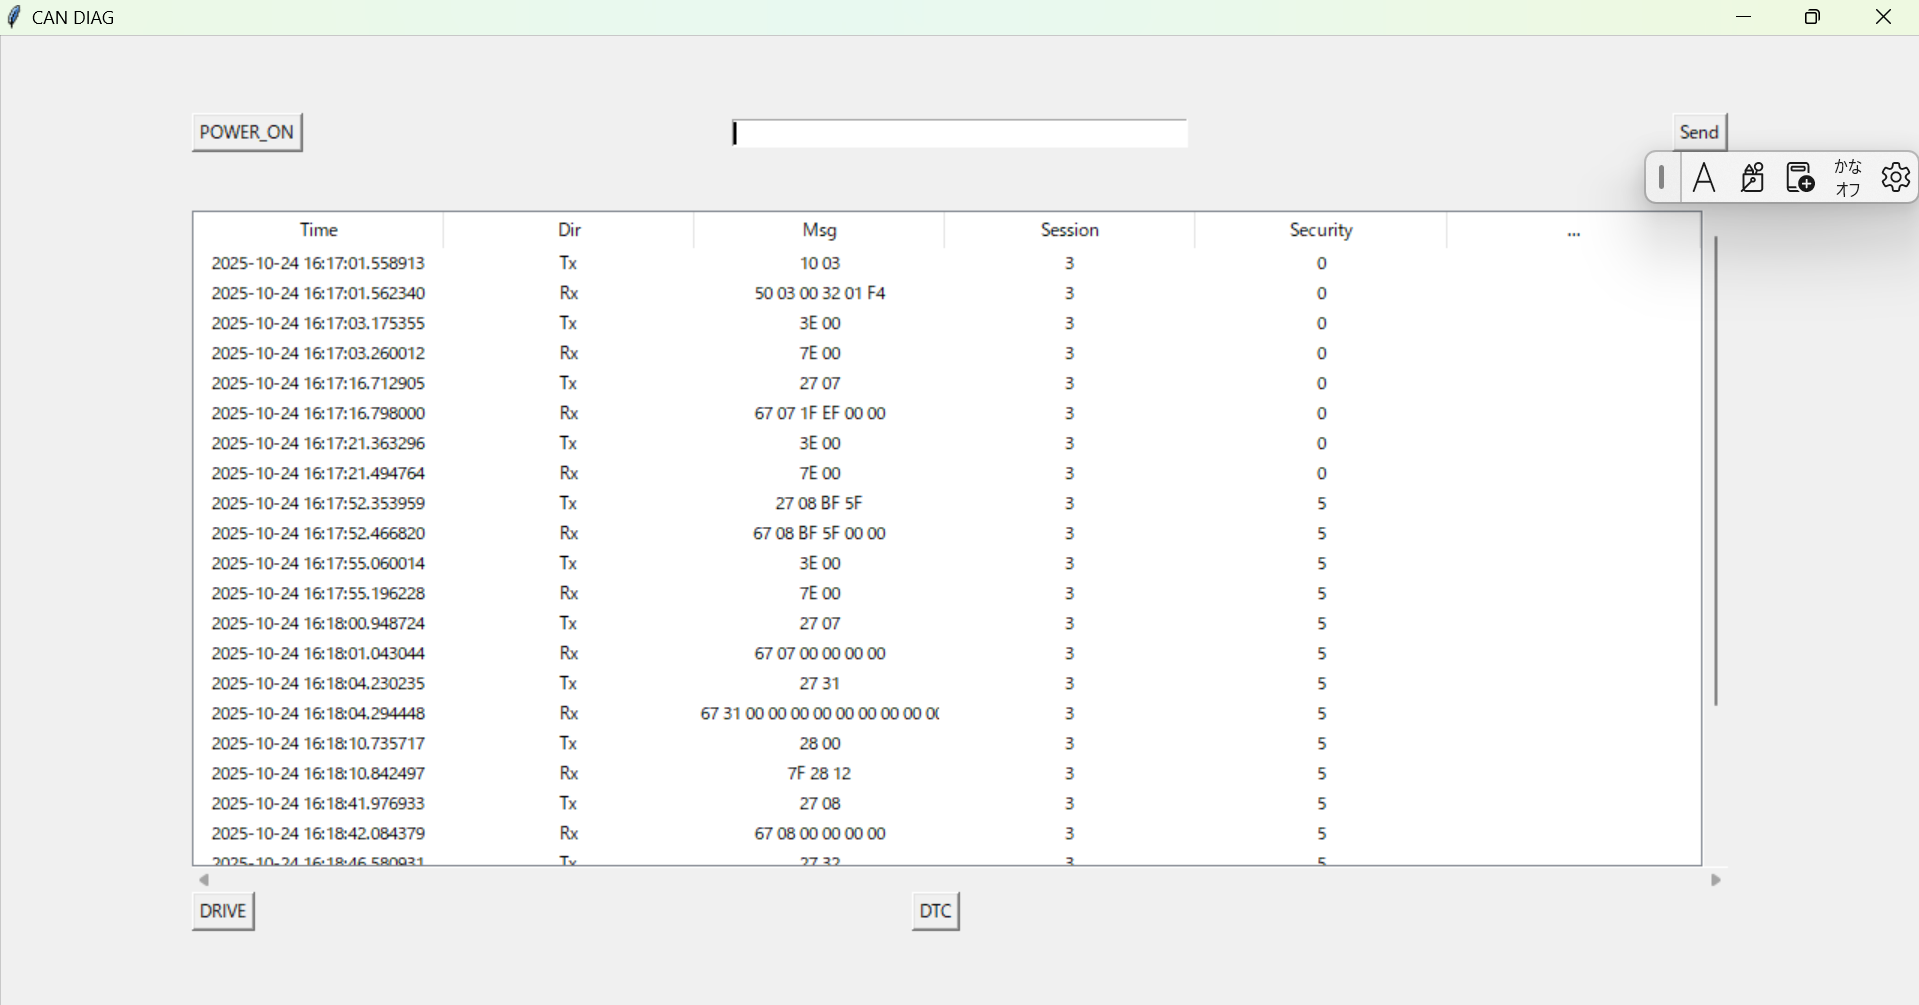 CAN DIAG
POWER_ON
Send
A
かな
オフ
Time Dir Msg Session Security ...
2025-10-24 16:17:01.558913 Tx 10 03 3 0
2025-10-24 16:17:01.562340 Rx 50 03 00 32 01 F4 3 0
2025-10-24 16:17:03.175355 Tx 3E 00 3 0
2025-10-24 16:17:03.260012 Rx 7E 00 3 0
2025-10-24 16:17:16.712905 Tx 27 07 3 0
2025-10-24 16:17:16.798000 Rx 67 07 1F EF 00 00 3 0
2025-10-24 16:17:21.363296 Tx 3E 00 3 0
2025-10-24 16:17:21.494764 Rx 7E 00 3 0
2025-10-24 16:17:52.353959 Tx 27 08 BF 5F 3 5
2025-10-24 16:17:52.466820 Rx 67 08 BF 5F 00 00 3 5
2025-10-24 16:17:55.060014 Tx 3E 00 3 5
2025-10-24 16:17:55.196228 Rx 7E 00 3 5
2025-10-24 16:18:00.948724 Tx 27 07 3 5
2025-10-24 16:18:01.043044 Rx 67 07 00 00 00 00 3 5
2025-10-24 16:18:04.230235 Tx 27 31 3 5
2025-10-24 16:18:04.294448 Rx 67 31 00 00 00 00 00 00 00 00 0 3 5
2025-10-24 16:18:10.735717 Tx 28 00 3 5
2025-10-24 16:18:10.842497 Rx 7F 28 12 3 5
2025-10-24 16:18:41.976933 Tx 27 08 3 5
2025-10-24 16:18:42.084379 Rx 67 08 00 00 00 00 3 5
2025-10-24 16:18:46.580931 Tx 27 32 3 5
DRIVE
DTC